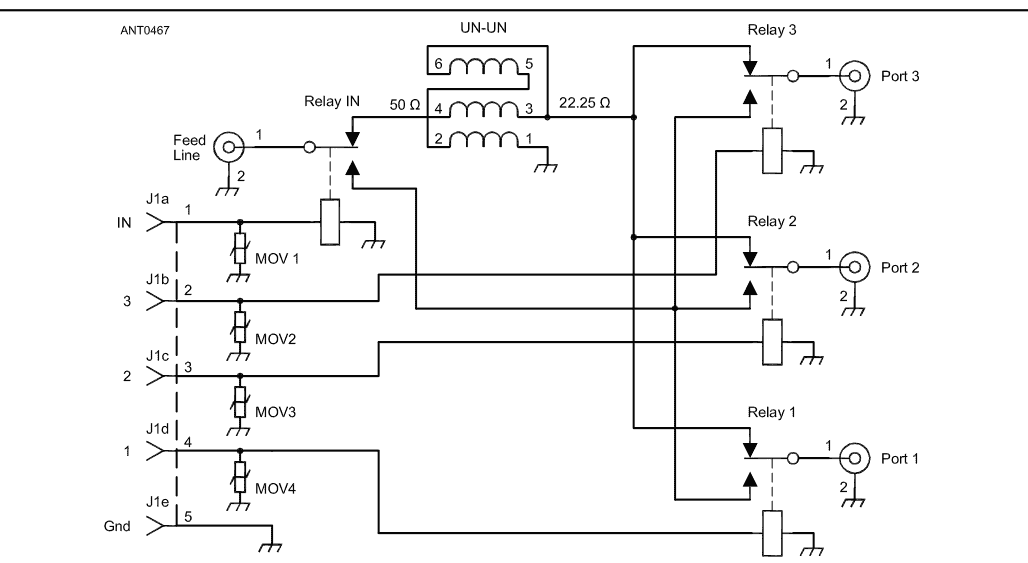 ANT0467
UN-UN
Relay 3
6 5
1 Port 3
Relay IN
50 Ω 4 3 22.25 Ω
2
Feed
Line
1
2 1
2
J1a
IN 1
Relay 2
MOV 1
1 Port 2
J1b
3 2
2
MOV2
J1c
2 3
MOV3
Relay 1
J1d
1 4
1 Port 1
2
MOV4
J1e
Gnd 5